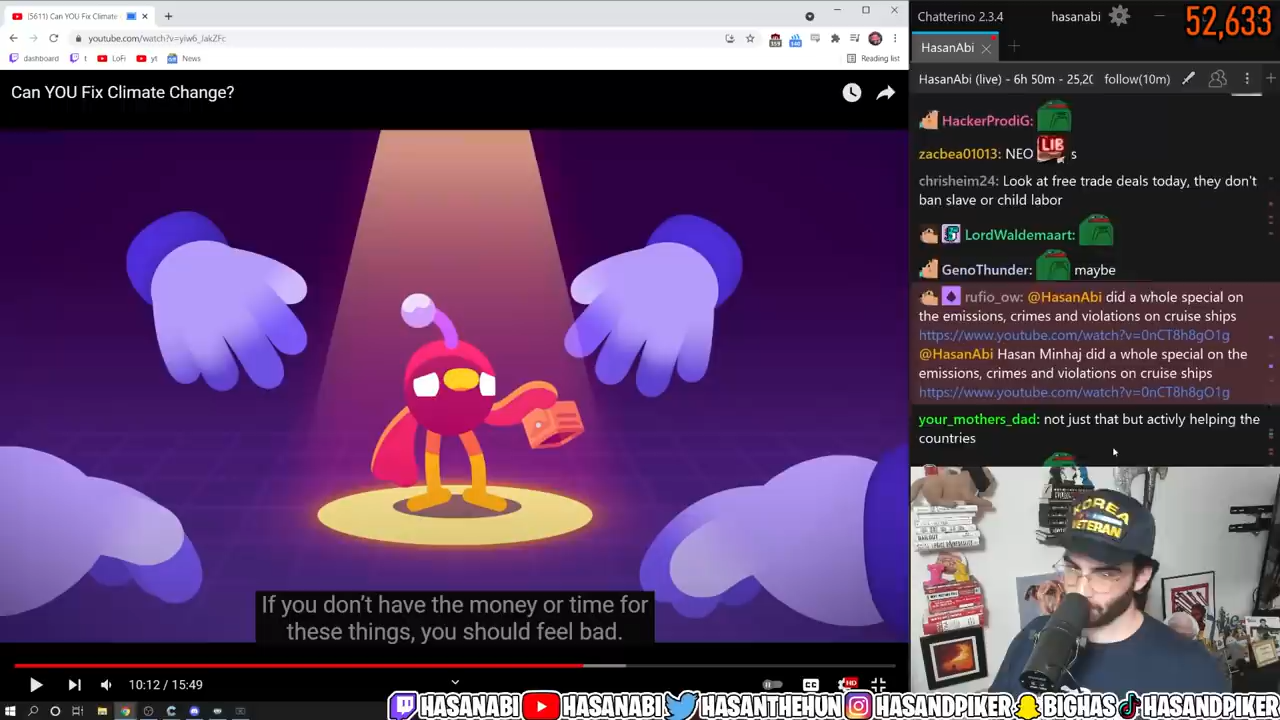 (5611) Can YOU Fix Climate
youtube.com/watch?v=yiw6_JakZFc
dashboard
t
LoFi
yt
News
Reading list
Can YOU Fix Climate Change?
If you don't have the money or time for
these things, you should feel bad.
10:12 / 15:49
CC
HD
Chatterino 2.3.4
hasanabi
52,633
HasanAbi
HasanAbi (live) - 6h 50m - 25,20
follow(10m)
HackerProdiG:
zacbea01013: NEO LIB s
chrisheim24: Look at free trade deals today, they don't
ban slave or child labor
LordWaldemaart:
GenoThunder: maybe
rufio_ow: @HasanAbi did a whole special on
the emissions, crimes and violations on cruise ships
https://www.youtube.com/watch?v=0nCT8h8gO1g
@HasanAbi Hasan Minhaj did a whole special on the
emissions, crimes and violations on cruise ships
https://www.youtube.com/watch?v=0nCT8h8gO1g
your_mothers_dad: not just that but activly helping the
countries
KOREA
VETERAN
HASANABI
HASANABI
HASANTHEHUN
HASANDPIKER
BIGHAS
HASANDPIKER